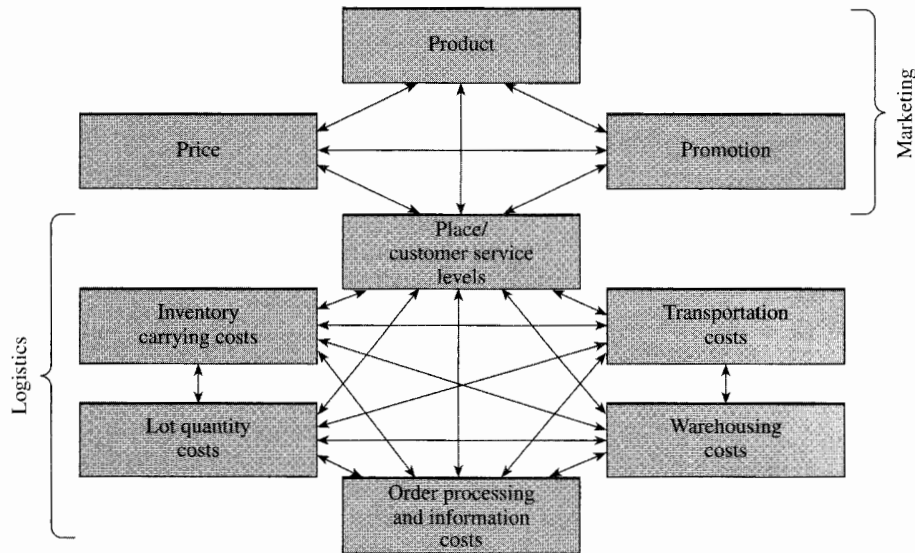 Product
Marketing
Price
Promotion
Place/
customer service
levels
Logistics
Inventory
carrying costs
Transportation
costs
Lot quantity
costs
Warehousing
costs
Order processing
and information
costs